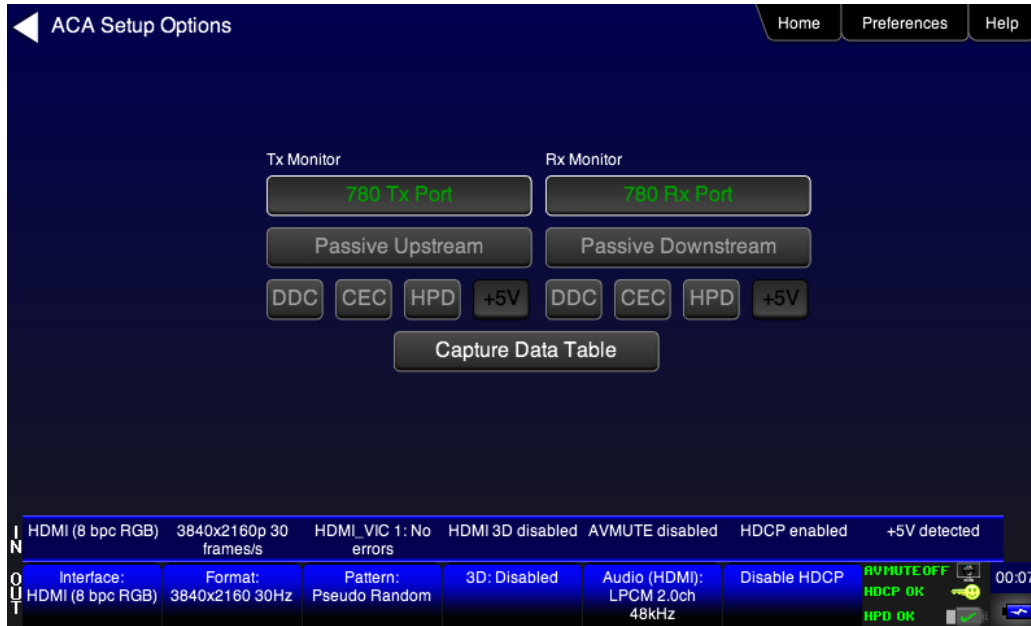 ACA Setup Options
Home
Preferences
Help
Tx Monitor
Rx Monitor
780 Tx Port
780 Rx Port
Passive Upstream
Passive Downstream
DDC CEC HPD +5V DDC CEC HPD +5V
Capture Data Table
IN
HDMI (8 bpc RGB)
3840x2160p 30
frames/s
HDMI_VIC 1: No
errors
HDMI 3D disabled
AVMUTE disabled
HDCP enabled
+5V detected
OUT
Interface:
HDMI (8 bpc RGB)
Format:
3840x2160 30Hz
Pattern:
Pseudo Random
3D: Disabled
Audio (HDMI):
LPCM 2.0ch
48kHz
Disable HDCP
AVMUTEOFF
HDCP OK
HPD OK
00:07